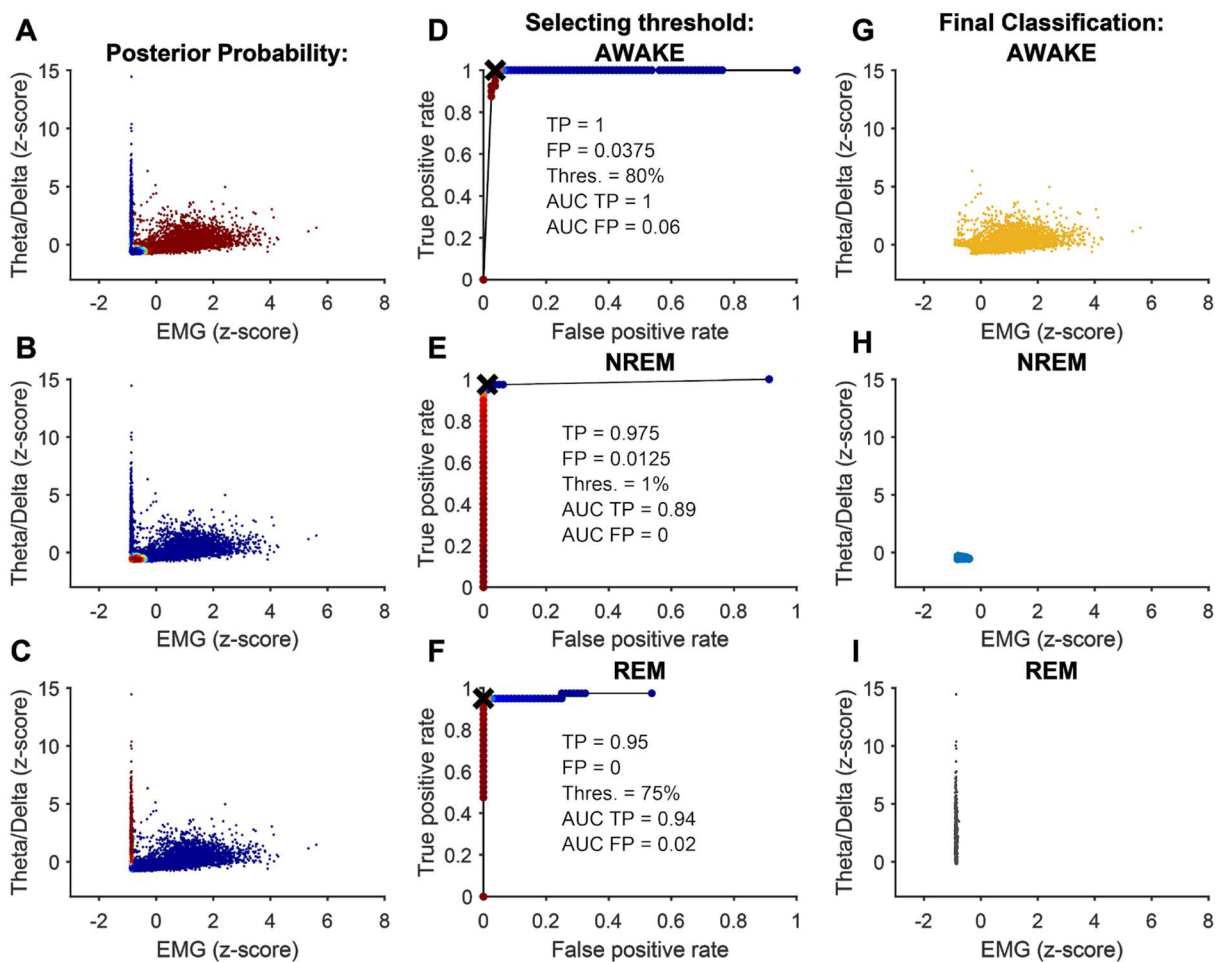 A
Posterior Probability:
15
10
5
0
Theta/Delta (z-score)
-2
0
2
4
6
8
EMG (z-score)
D
Selecting threshold:
AWAKE
1
0.8
0.6
0.4
0.2
0
True positive rate
TP = 1
FP = 0.0375
Thres. = 80%
AUC TP = 1
AUC FP = 0.06
0
0.2
0.4
0.6
0.8
1
False positive rate
G
Final Classification:
AWAKE
15
10
5
0
Theta/Delta (z-score)
-2
0
2
4
6
8
EMG (z-score)
B
15
10
5
0
Theta/Delta (z-score)
-2
0
2
4
6
8
EMG (z-score)
E
NREM
1
0.8
0.6
0.4
0.2
0
True positive rate
TP = 0.975
FP = 0.0125
Thres. = 1%
AUC TP = 0.89
AUC FP = 0
0
0.2
0.4
0.6
0.8
1
False positive rate
H
NREM
15
10
5
0
Theta/Delta (z-score)
-2
0
2
4
6
8
EMG (z-score)
C
15
10
5
0
Theta/Delta (z-score)
-2
0
2
4
6
8
EMG (z-score)
F
REM
1
0.8
0.6
0.4
0.2
0
True positive rate
TP = 0.95
FP = 0
Thres. = 75%
AUC TP = 0.94
AUC FP = 0.02
0
0.2
0.4
0.6
0.8
1
False positive rate
I
REM
15
10
5
0
Theta/Delta (z-score)
-2
0
2
4
6
8
EMG (z-score)